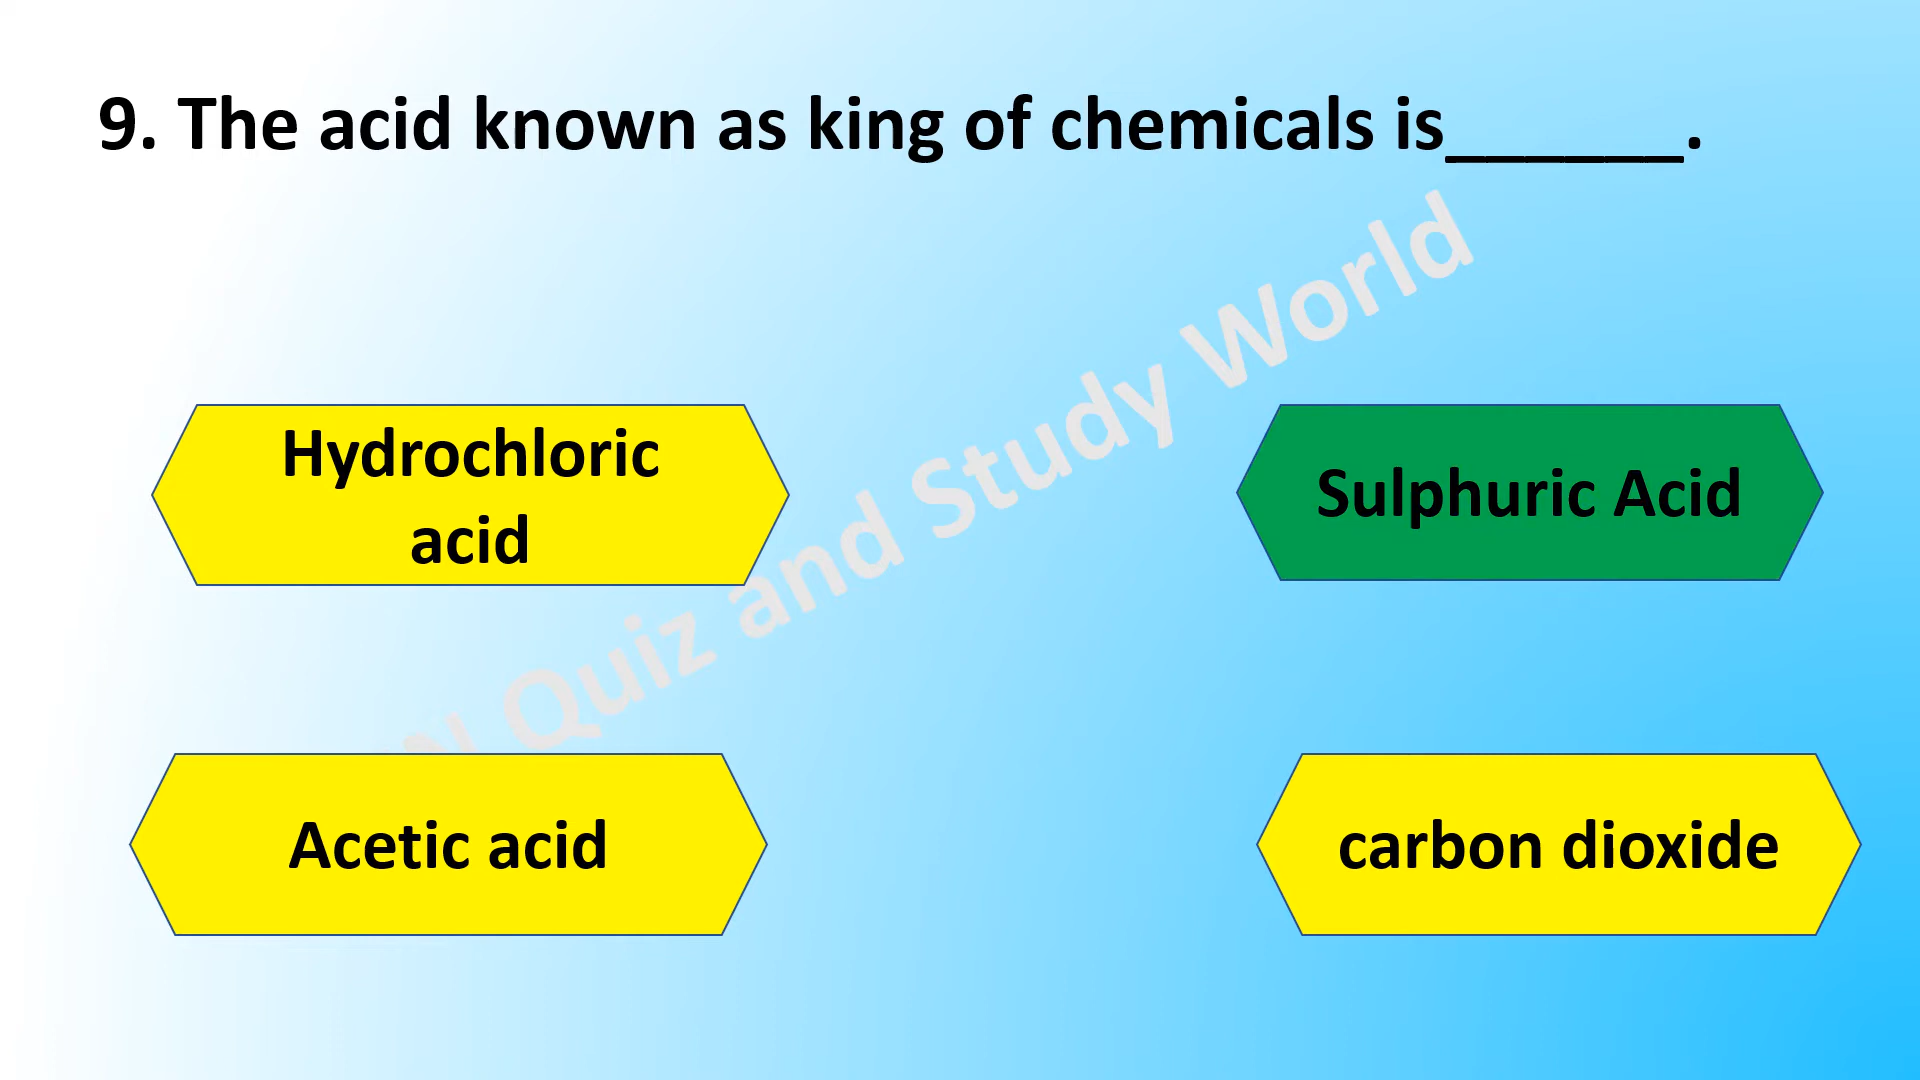 9. The acid known as king of chemicals is______.
Hydrochloric
acid
Sulphuric Acid
Quiz and Study World
Acetic acid
carbon dioxide